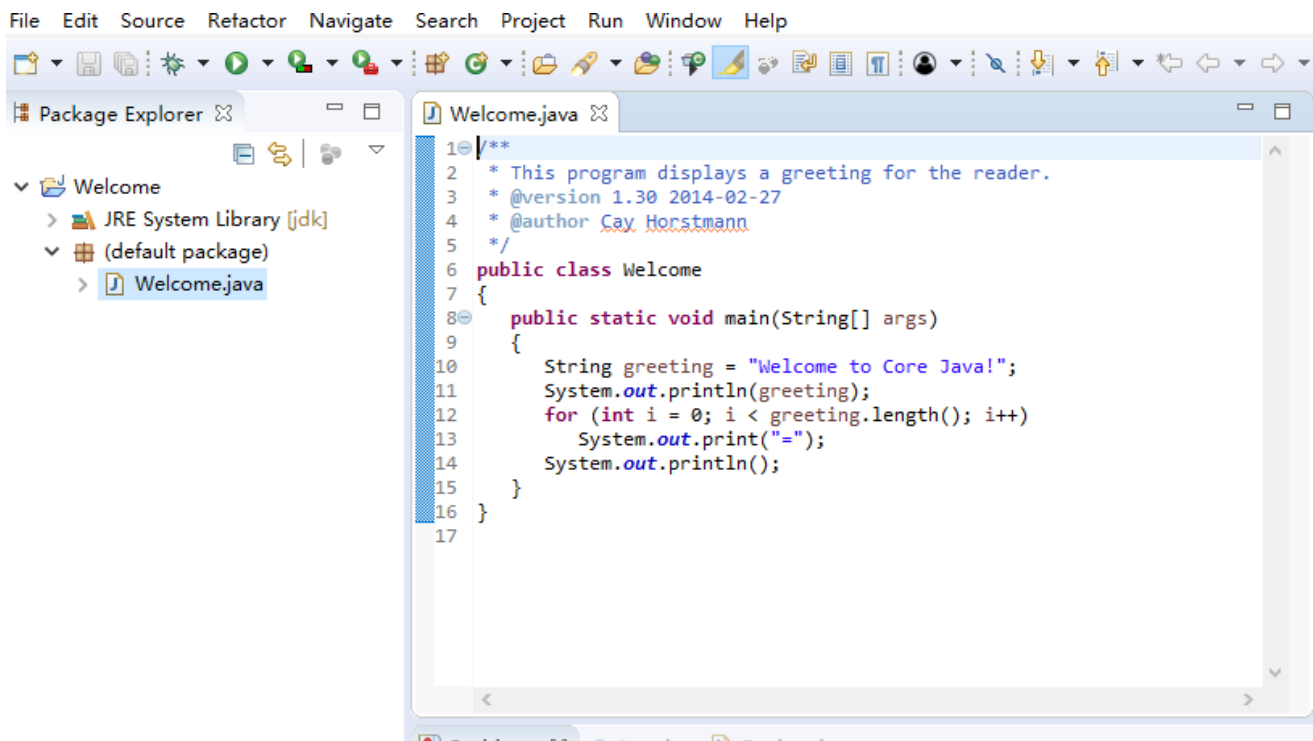 File Edit Source Refactor Navigate Search Project Run Window Help
Package Explorer
Welcome
JRE System Library [jdk]
(default package)
Welcome.java
Welcome.java
1 /**
2  * This program displays a greeting for the reader.
3  * @version 1.30 2014-02-27
4  * @author Cay Horstmann
5  */
6 public class Welcome
7 {
8    public static void main(String[] args)
9    {
10       String greeting = "Welcome to Core Java!";
11       System.out.println(greeting);
12       for (int i = 0; i < greeting.length(); i++)
13          System.out.print("=");
14       System.out.println();
15    }
16 }
17